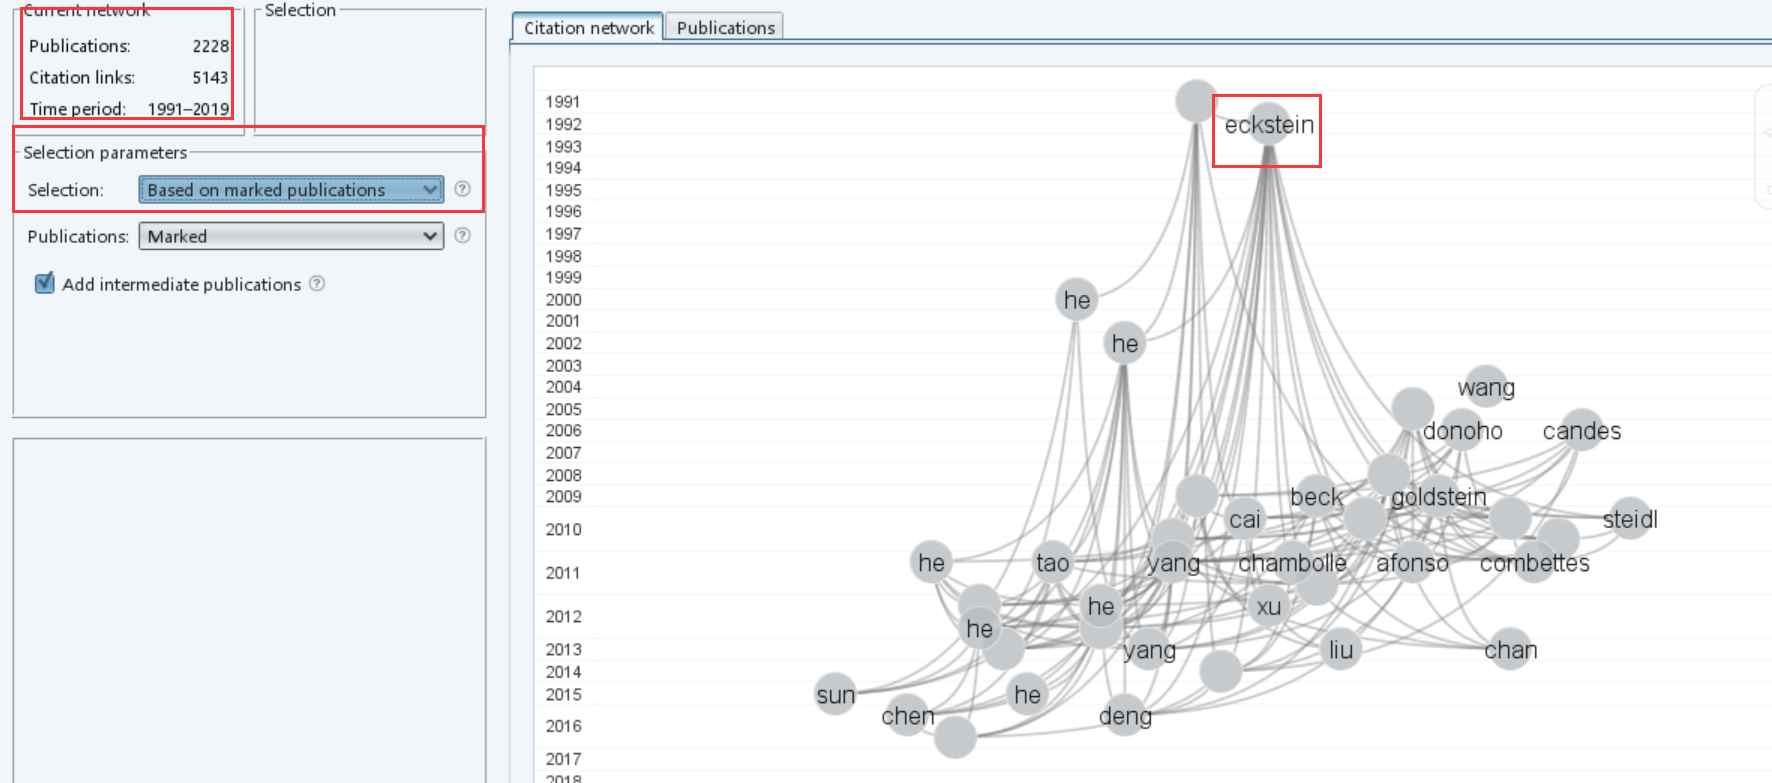 Current network
Publications: 2228
Citation links: 5143
Time period: 1991–2019
Selection
Selection parameters
Selection: Based on marked publications ?
Publications: Marked ?
Add intermediate publications ?
Citation network Publications
1991
1992 eckstein
1993
1994
1995
1996
1997
1998
1999
2000 he
2001
2002 he
2003
2004 wang
2005
2006 donoho candes
2007
2008
2009 beck goldstein
cai steidl
2010
he tao yang chambolle afonso combettes
2011
he xu
2012
he
2013 yang liu chan
2014
2015 sun he
chen deng
2016
2017
2018